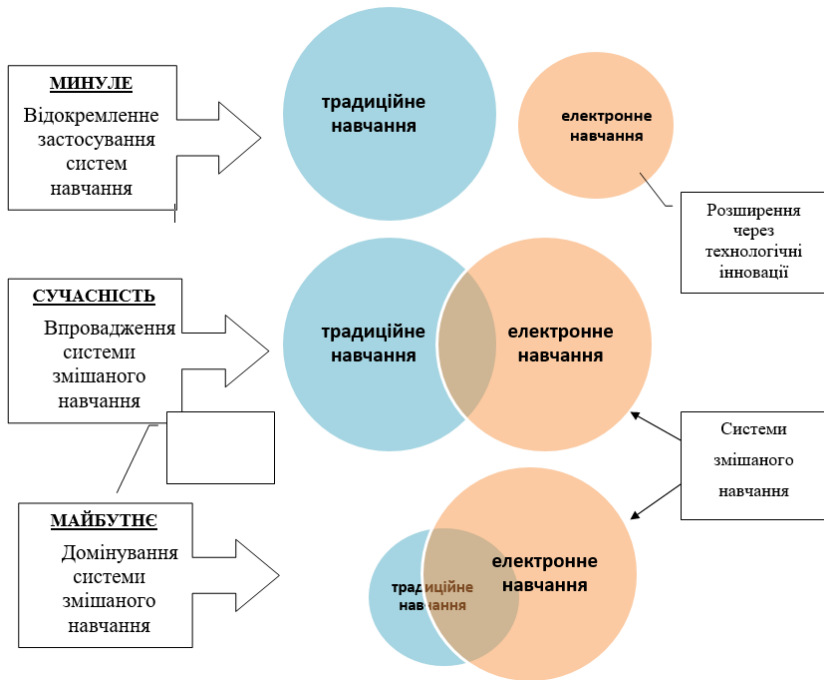 МИНУЛЕ
Відокремленне
застосування
систем
навчання
традиційне
навчання
електронне
навчання
Розширення
через
технологічні
інновації
СУЧАСНІСТЬ
Впровадження
системи
змішаного
навчання
традиційне
навчання
електронне
навчання
Системи
змішаного
навчання
МАЙБУТНЄ
Домінування
системи
змішаного
навчання
традиційне
навчання
електронне
навчання